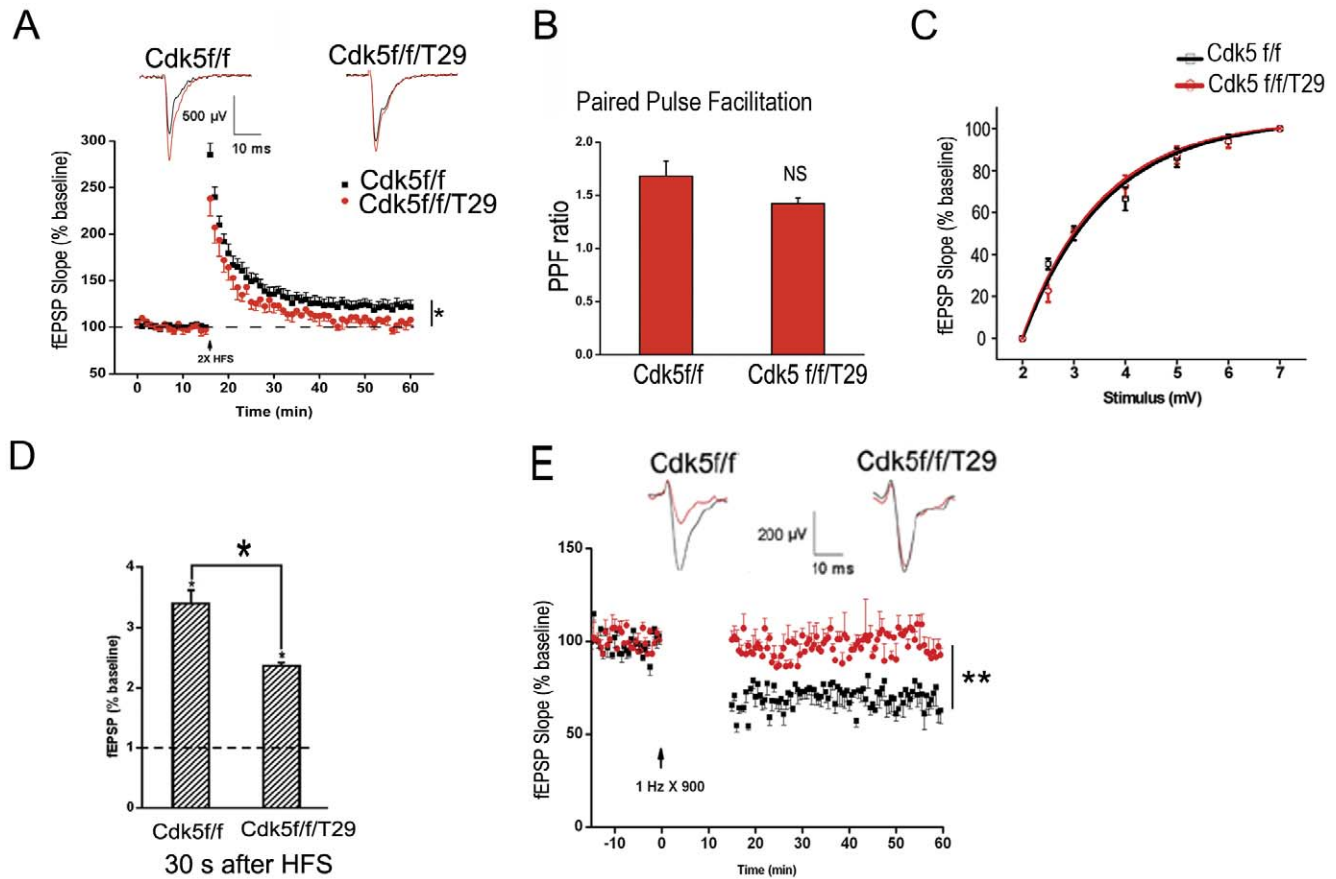 A
Cdk5f/f
Cdk5f/f/T29
500 µV
10 ms
fEPSP Slope (% baseline)
300
250
200
150
100
50
Cdk5f/f
Cdk5f/f/T29
*
2X HFS
0 10 20 30 40 50 60
Time (min)
B
Paired Pulse Facilitation
PPF ratio
2.0
1.5
1.0
0.5
0.0
NS
Cdk5f/f
Cdk5 f/f/T29
C
Cdk5 f/f
Cdk5 f/f/T29
fEPSP Slope (% baseline)
100
80
60
40
20
0
2 3 4 5 6 7
Stimulus (mV)
D
*
fEPSP (% baseline)
4
3
2
1
0
*
*
Cdk5f/f
Cdk5f/f/T29
30 s after HFS
E
Cdk5f/f
Cdk5f/f/T29
200 µV
10 ms
fEPSP Slope (% baseline)
150
100
50
0
**
1 Hz X 900
-10 0 10 20 30 40 50 60
Time (min)